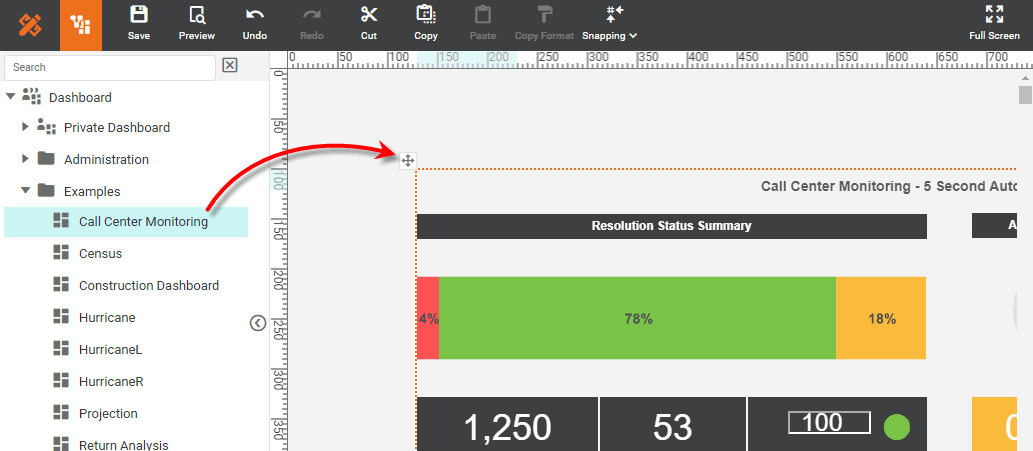 Save Preview Undo Redo Cut Copy Paste Copy Format Snapping Full Screen
Search
0 50 100 150 200 250 300 350 400 450 500 550 600 650 700
Dashboard
0
Private Dashboard
50
Administration
100
Call Center Monitoring - 5 Second Auto
Examples
Call Center Monitoring
150
Resolution Status Summary
A
Census
Construction Dashboard
200
Hurricane
4% 78% 18%
250
HurricaneL
HurricaneR
300
Projection
1,250 53 100
350
Return Analysis